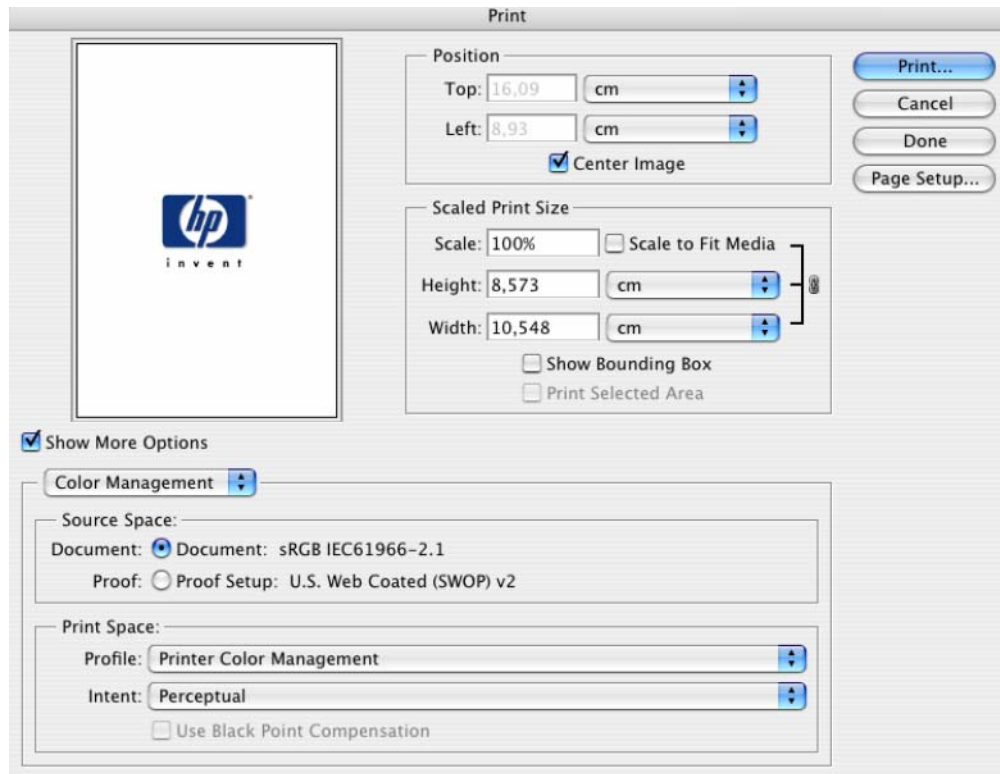 Print
hp
invent
Position
Top: 16,09 cm
Left: 8,93 cm
Center Image
Print...
Cancel
Done
Page Setup...
Scaled Print Size
Scale: 100% Scale to Fit Media
Height: 8,573 cm
Width: 10,548 cm
Show Bounding Box
Print Selected Area
Show More Options
Color Management
Source Space:
Document: Document: sRGB IEC61966-2.1
Proof: Proof Setup: U.S. Web Coated (SWOP) v2
Print Space:
Profile: Printer Color Management
Intent: Perceptual
Use Black Point Compensation